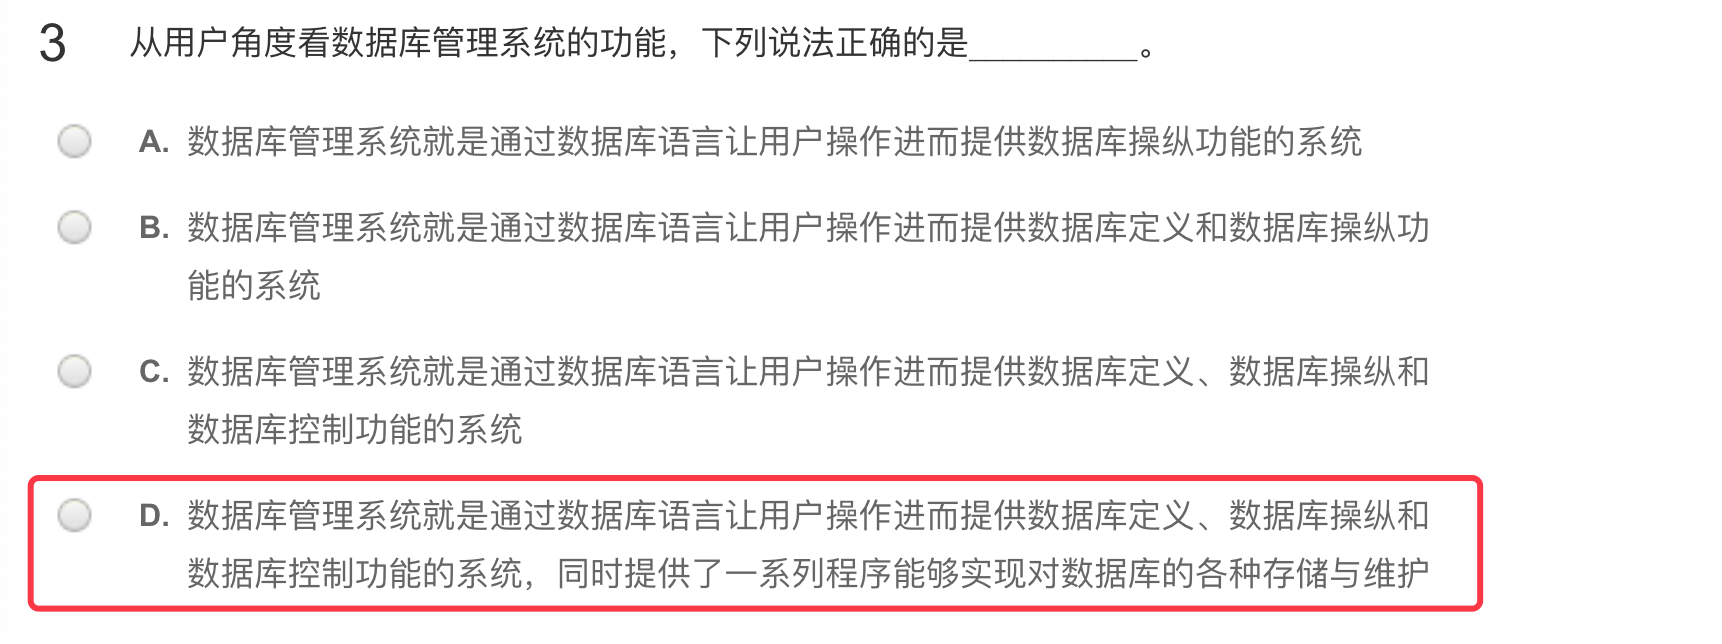 3 从用户角度看数据库管理系统的功能，下列说法正确的是__________。
A. 数据库管理系统就是通过数据库语言让用户操作进而提供数据库操纵功能的系统
B. 数据库管理系统就是通过数据库语言让用户操作进而提供数据库定义和数据库操纵功
能的系统
C. 数据库管理系统就是通过数据库语言让用户操作进而提供数据库定义、数据库操纵和
数据库控制功能的系统
D. 数据库管理系统就是通过数据库语言让用户操作进而提供数据库定义、数据库操纵和
数据库控制功能的系统，同时提供了一系列程序能够实现对数据库的各种存储与维护